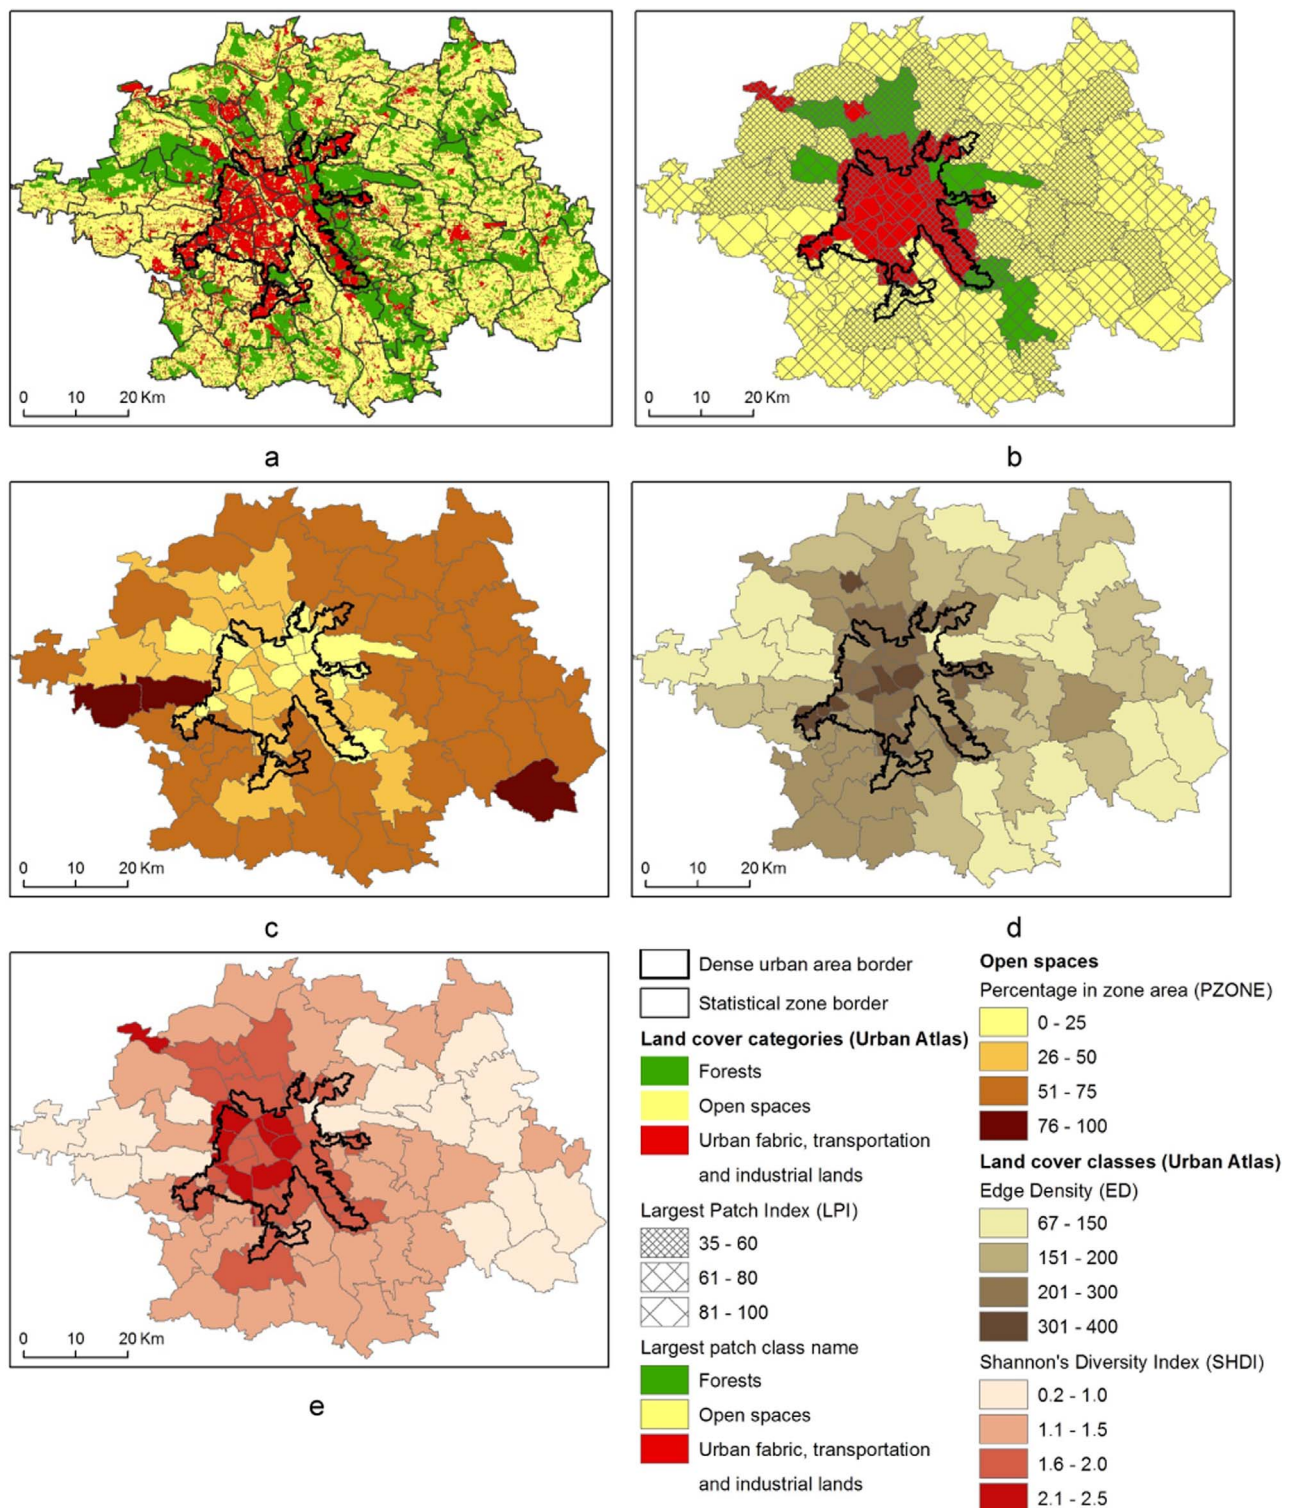 0 10 20 Km
0 10 20 Km
a
b
0 10 20 Km
0 10 20 Km
c
d
0 10 20 Km
e
Dense urban area border
Statistical zone border
Land cover categories (Urban Atlas)
Forests
Open spaces
Urban fabric, transportation
and industrial lands
Largest Patch Index (LPI)
35 - 60
61 - 80
81 - 100
Largest patch class name
Forests
Open spaces
Urban fabric, transportation
and industrial lands
Open spaces
Percentage in zone area (PZONE)
0 - 25
26 - 50
51 - 75
76 - 100
Land cover classes (Urban Atlas)
Edge Density (ED)
67 - 150
151 - 200
201 - 300
301 - 400
Shannon's Diversity Index (SHDI)
0.2 - 1.0
1.1 - 1.5
1.6 - 2.0
2.1 - 2.5